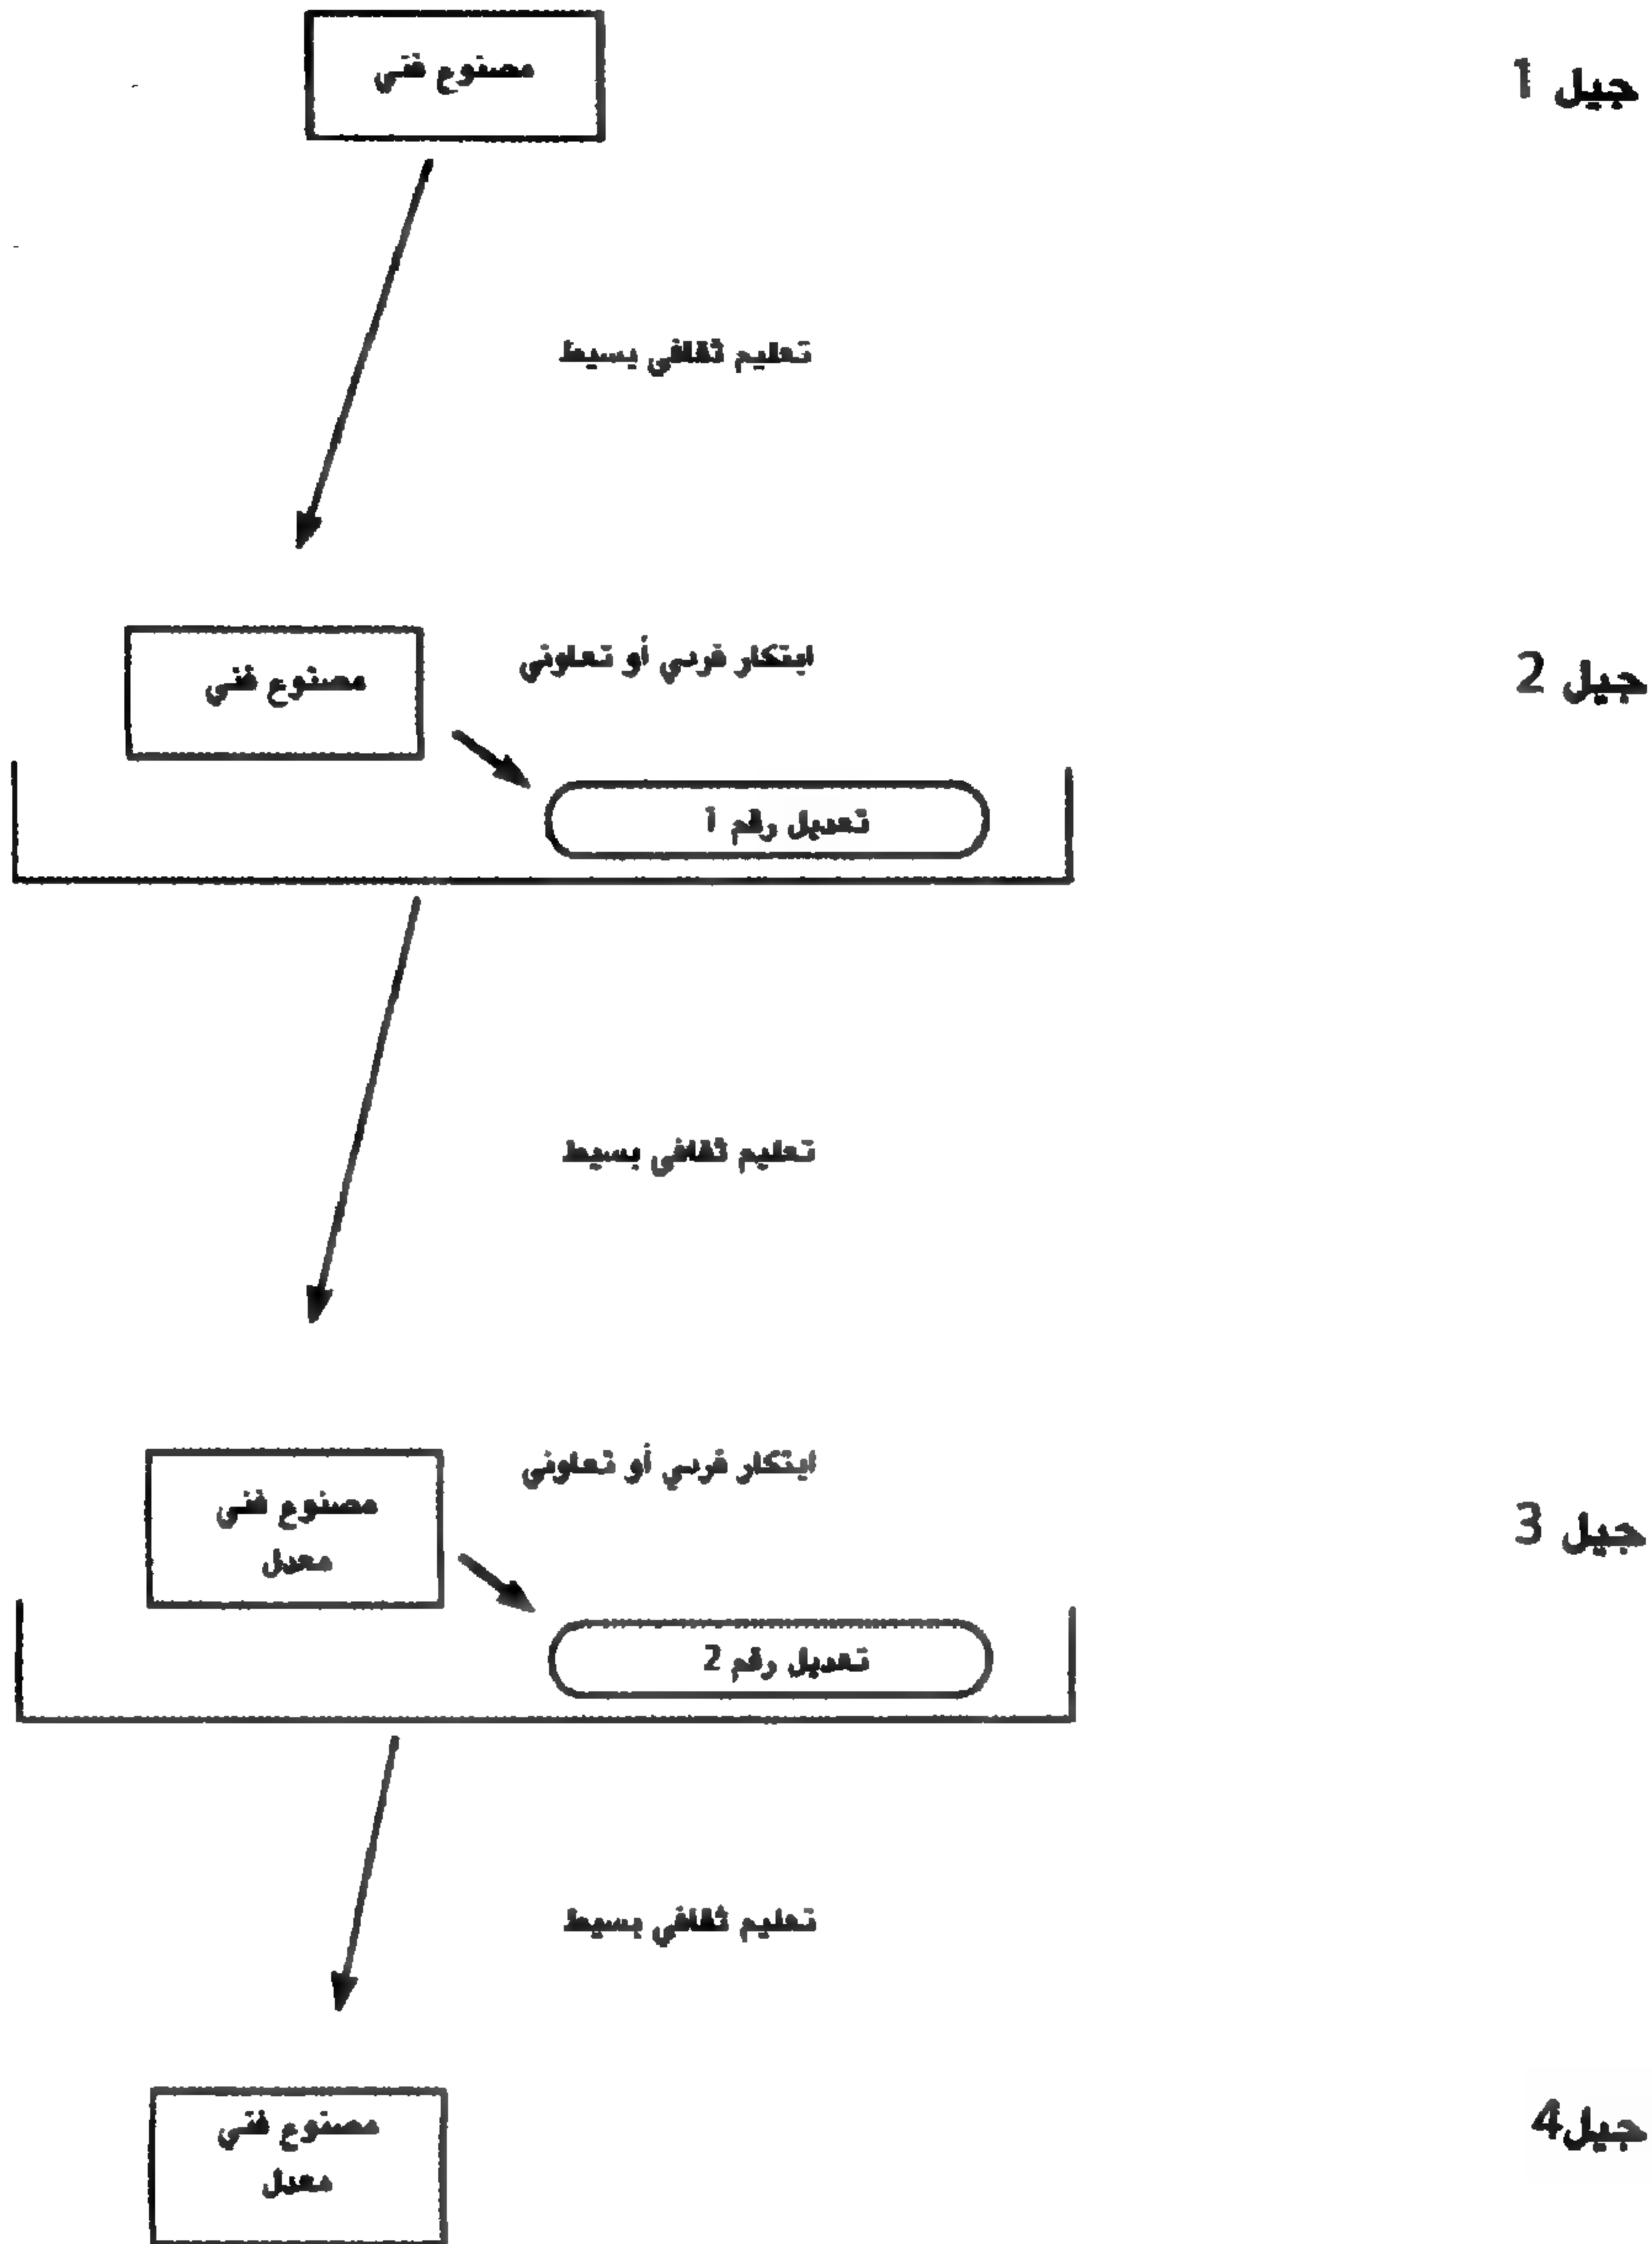 جيل 1
مصنوع فني
تعليم ثقافي بسيط
جيل 2
ابتكار فردي أو تعاوني
مصنوع فني
تعديل رقم 1
تعليم ثقافي بسيط
جيل 3
ابتكار فردي أو تعاوني
مصنوع فني
معدل
تعديل رقم 2
تعليم ثقافي بسيط
جيل4
مصنوع فني
معدل